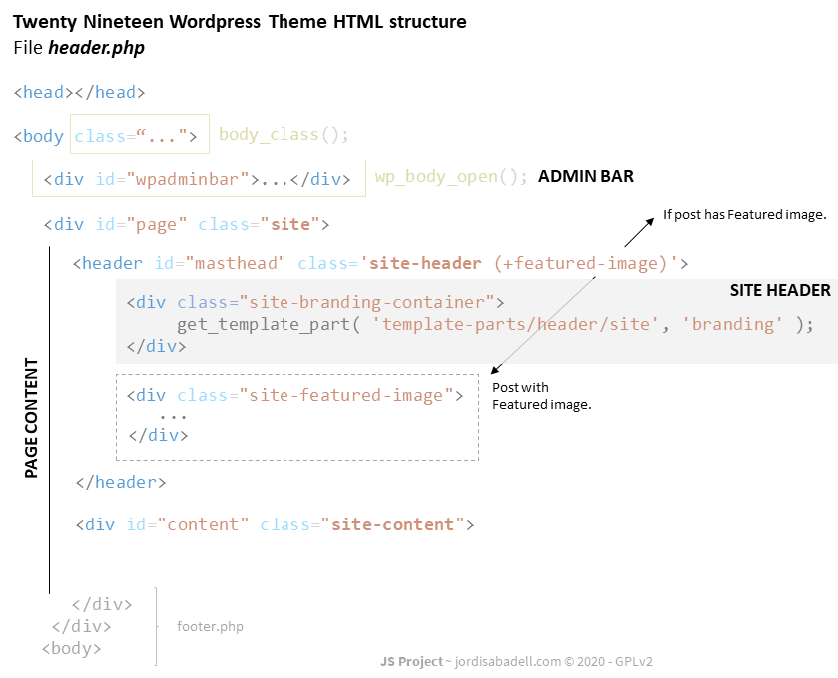 Twenty Nineteen Wordpress Theme HTML structure
File header.php
<head></head>
<body class=“..."> body_class();
<div id="wpadminbar">...</div> wp_body_open(); ADMIN BAR
If post has Featured image.
<div id="page" class="site">
<header id="masthead' class='site-header (+featured-image)'>
SITE HEADER
<div class="site-branding-container">
get_template_part( 'template-parts/header/site', 'branding' );
</div>
Post with
Featured image.
<div class="site-featured-image">
...
</div>
PAGE CONTENT
</header>
<div id="content" class="site-content">
</div>
</div>
footer.php
<body>
JS Project ~ jordisabadell.com © 2020 - GPLv2